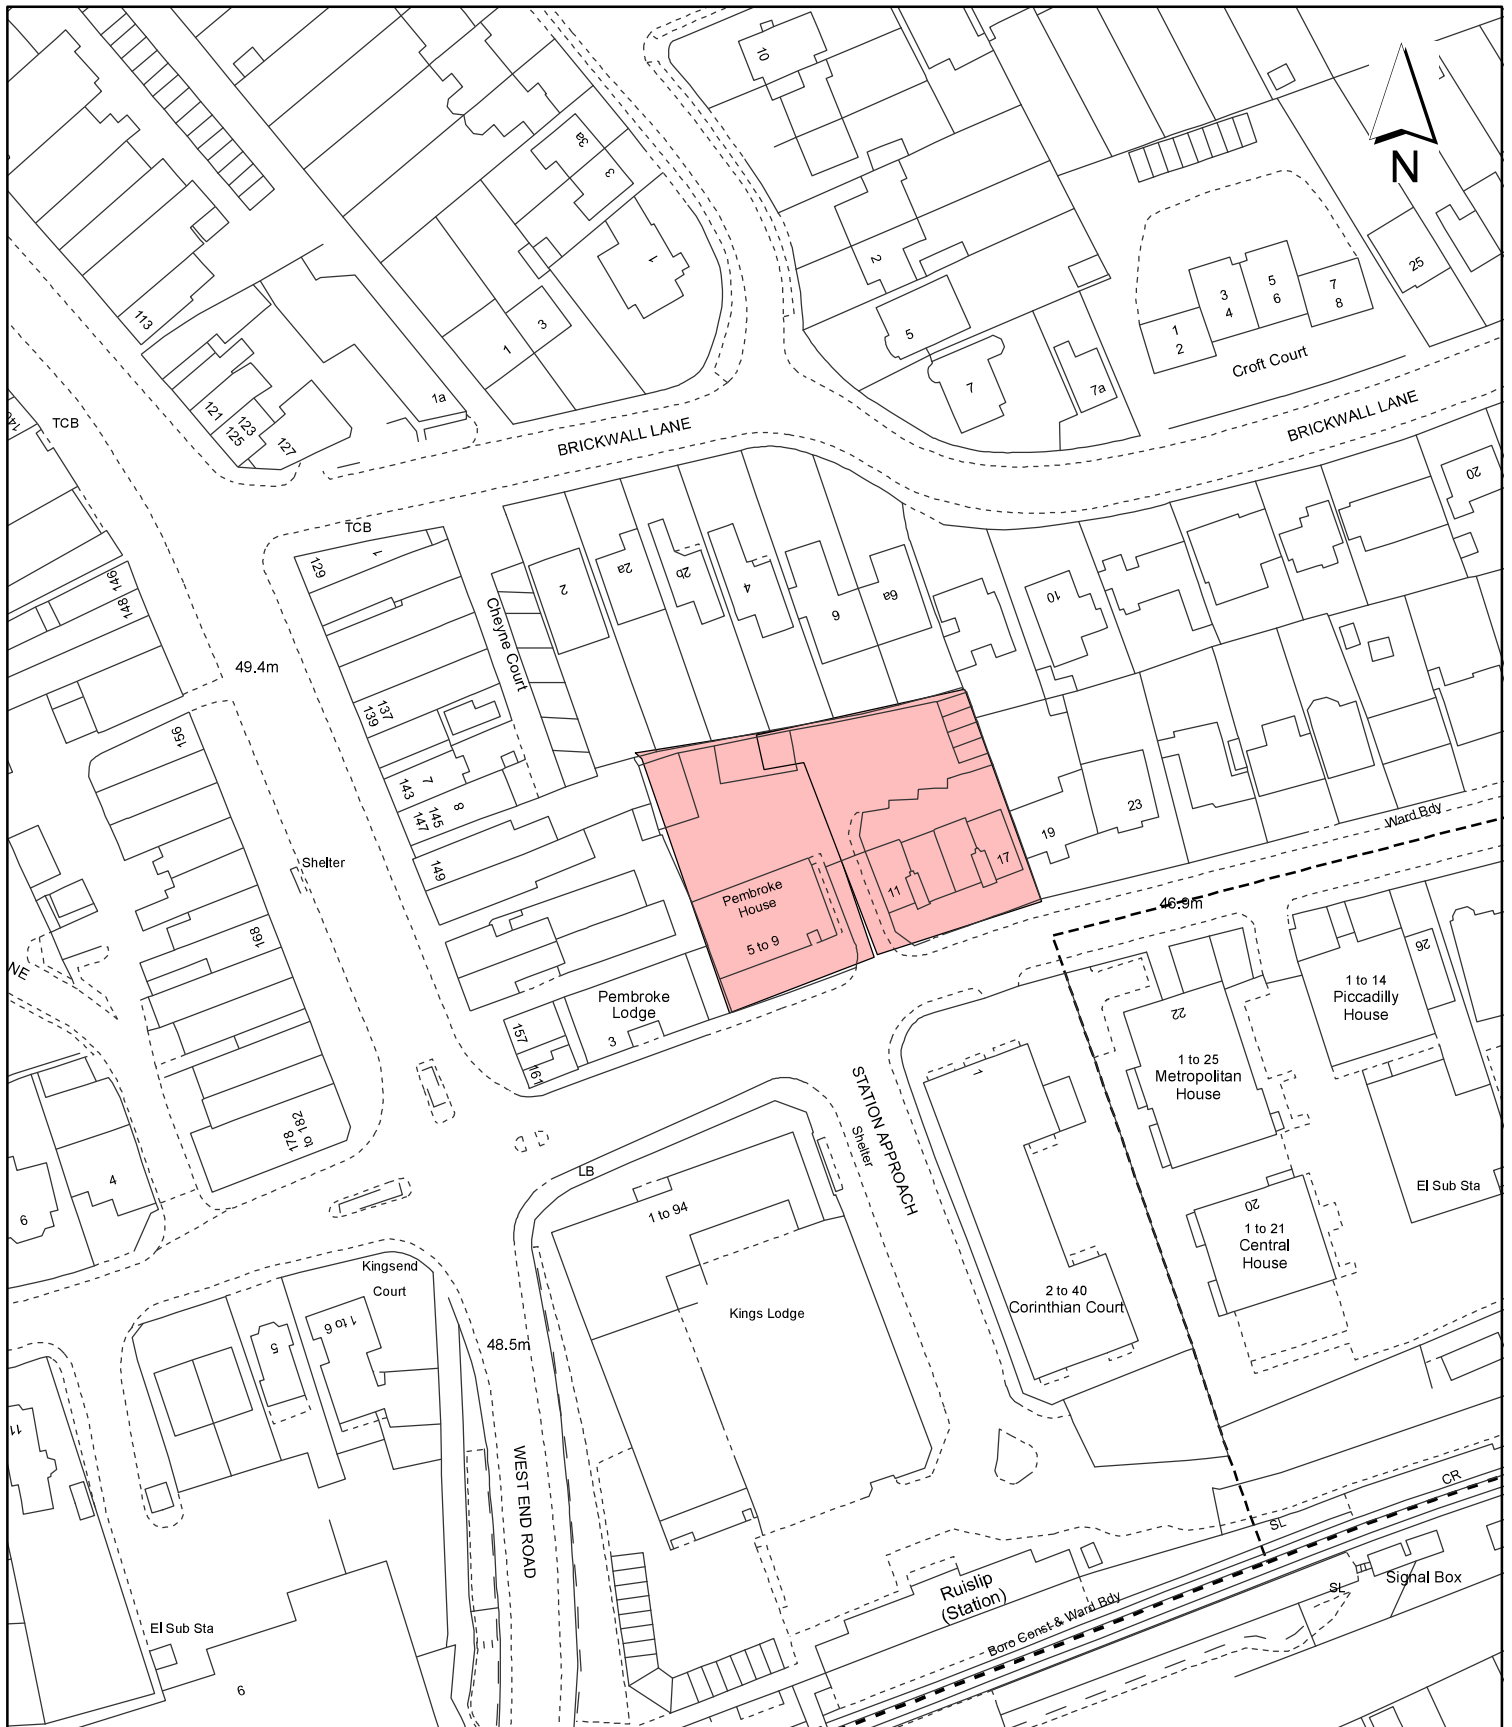 10
N
3a
3
1
2
25
5
6
3
4
7
8
1
2
113
3
1
5
7
7a
Croft Court
1a
121
123
125
127
TCB
BRICKWALL LANE
BRICKWALL LANE
20
TCB
129
1
2
2a
2b
4
6
6a
10
146
148
Cheyne Court
49.4m
137
139
156
7
143
8
145
147
149
Shelter
168
Pembroke
House
5 to 9
11
17
19
23
Ward Bdy
46.9m
26
NE
Pembroke
Lodge
3
157
161
1 to 14
Piccadilly
House
22
1 to 25
Metropolitan
House
STATION APPROACH
Shelter
1
178
to 182
LB
4
6
1 to 94
El Sub Sta
20
1 to 21
Central
House
Kingsend
Court
1 to 6
5
Kings Lodge
2 to 40
Corinthian Court
48.5m
11
WEST END ROAD
CR
SL
SL
Signal Box
Ruislip
(Station)
Boro Const & Ward Bdy
El Sub Sta
6